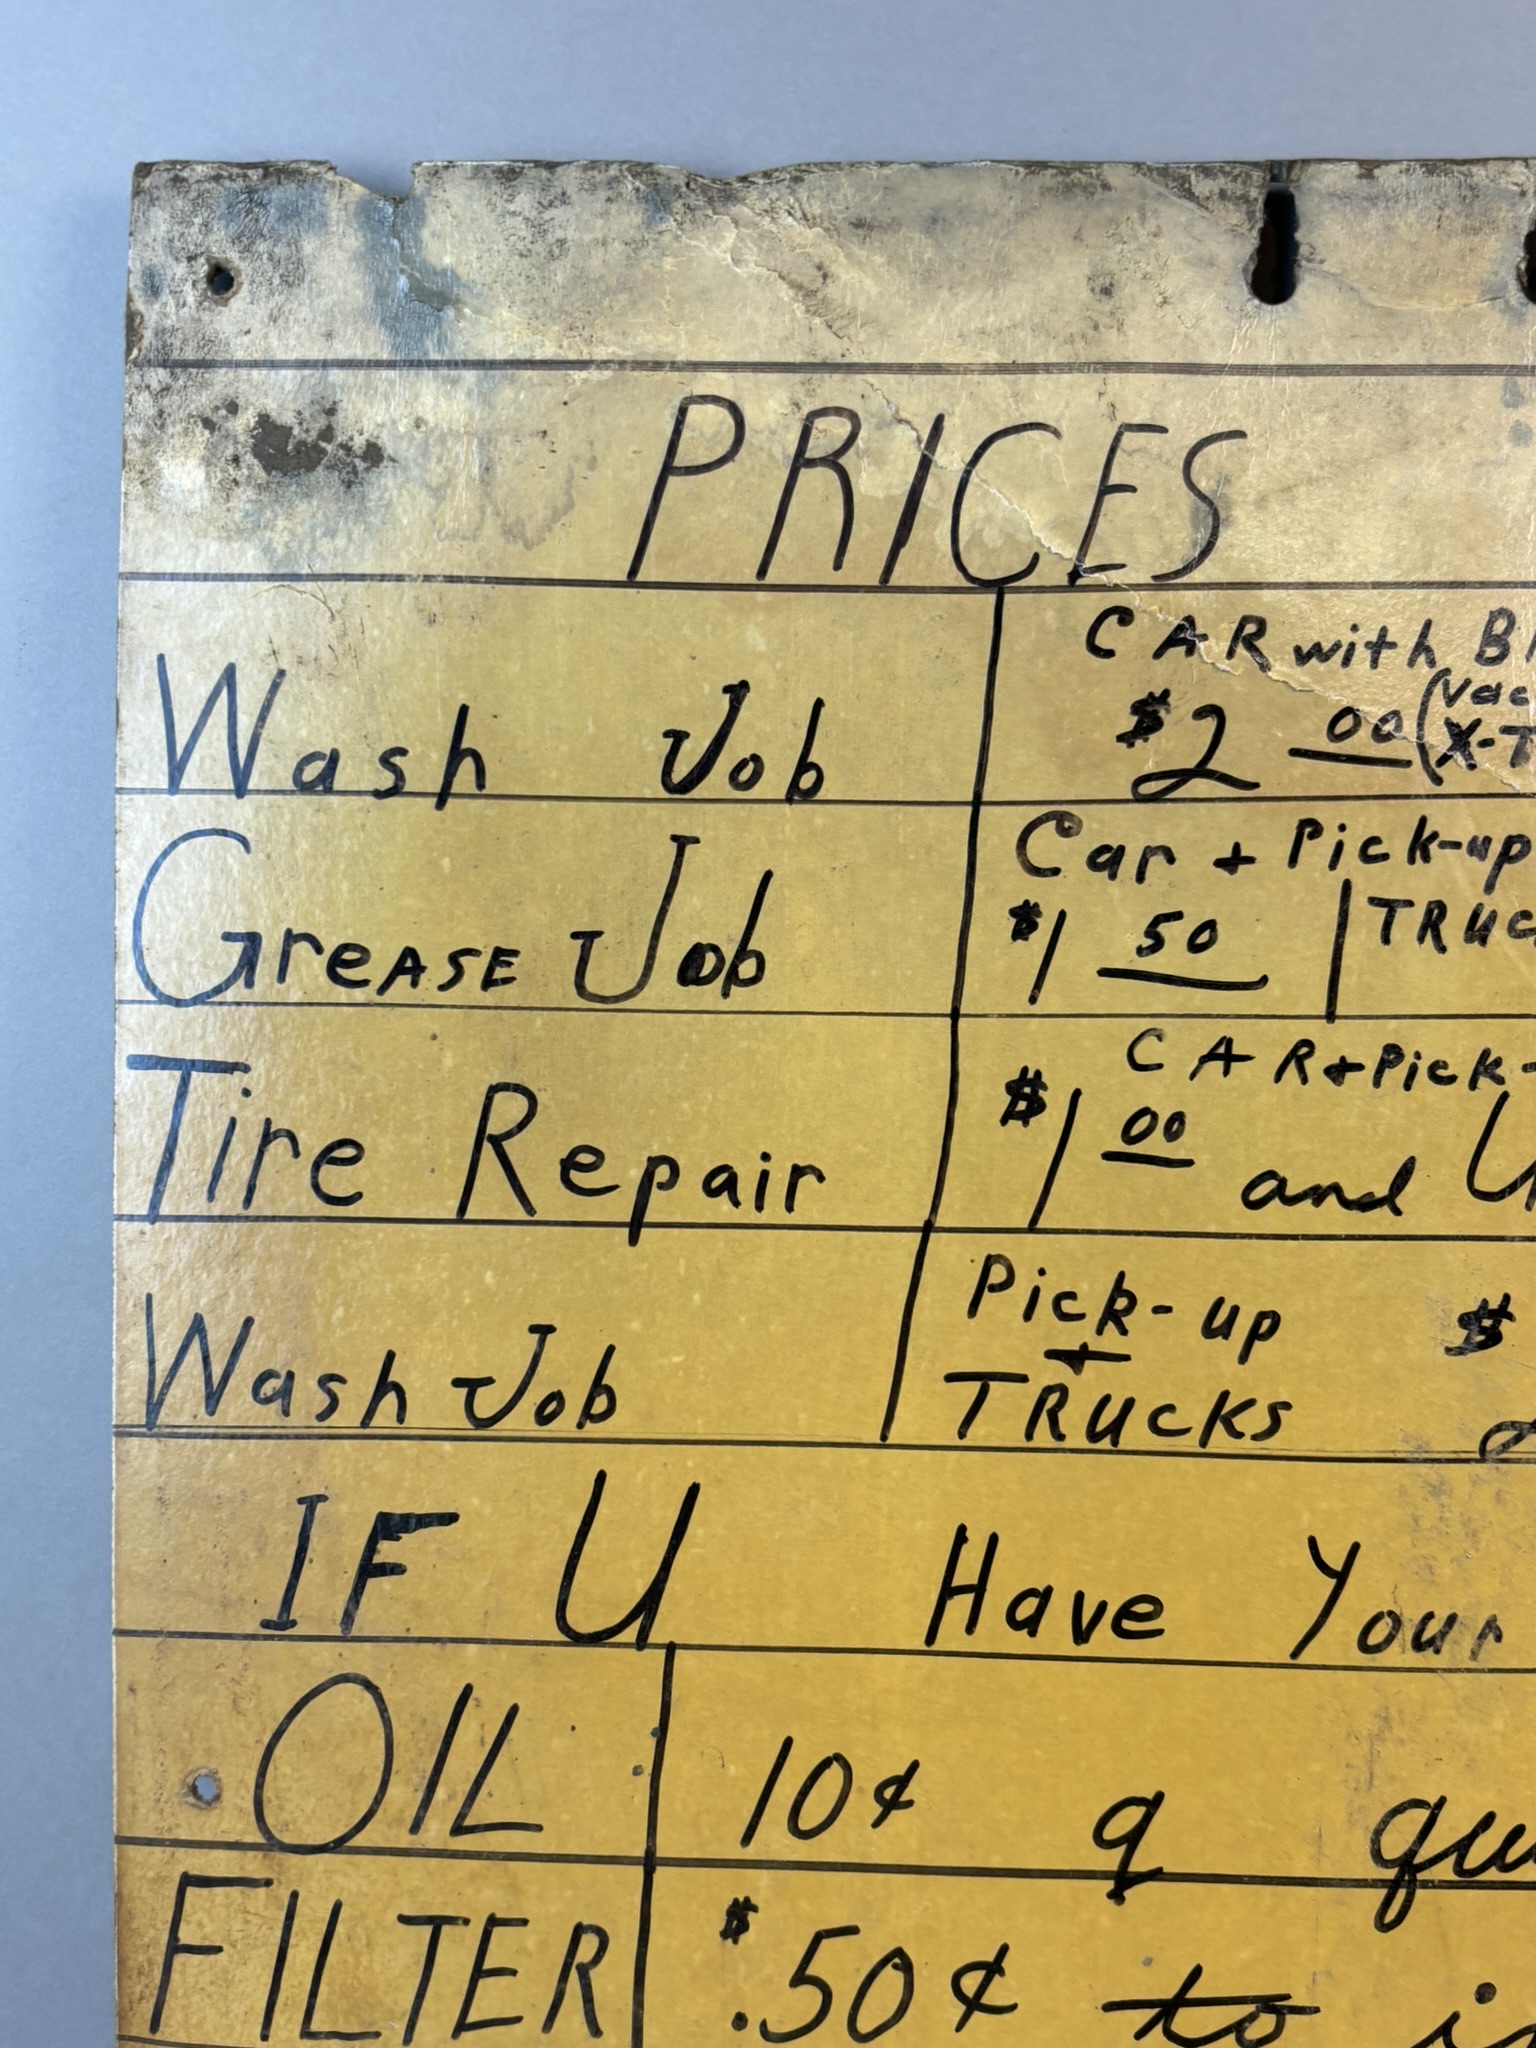 PRICES
Wash Job
CAR with
$2 00
GreASE Job
Car + Pick-up
$1 50
Tire Repair
CAR + Pick-
$1 00 and
Wash Job
Pick-up $
+
TRUCKS
IF U Have Your
OIL 10¢ a
FILTER $.50¢ to